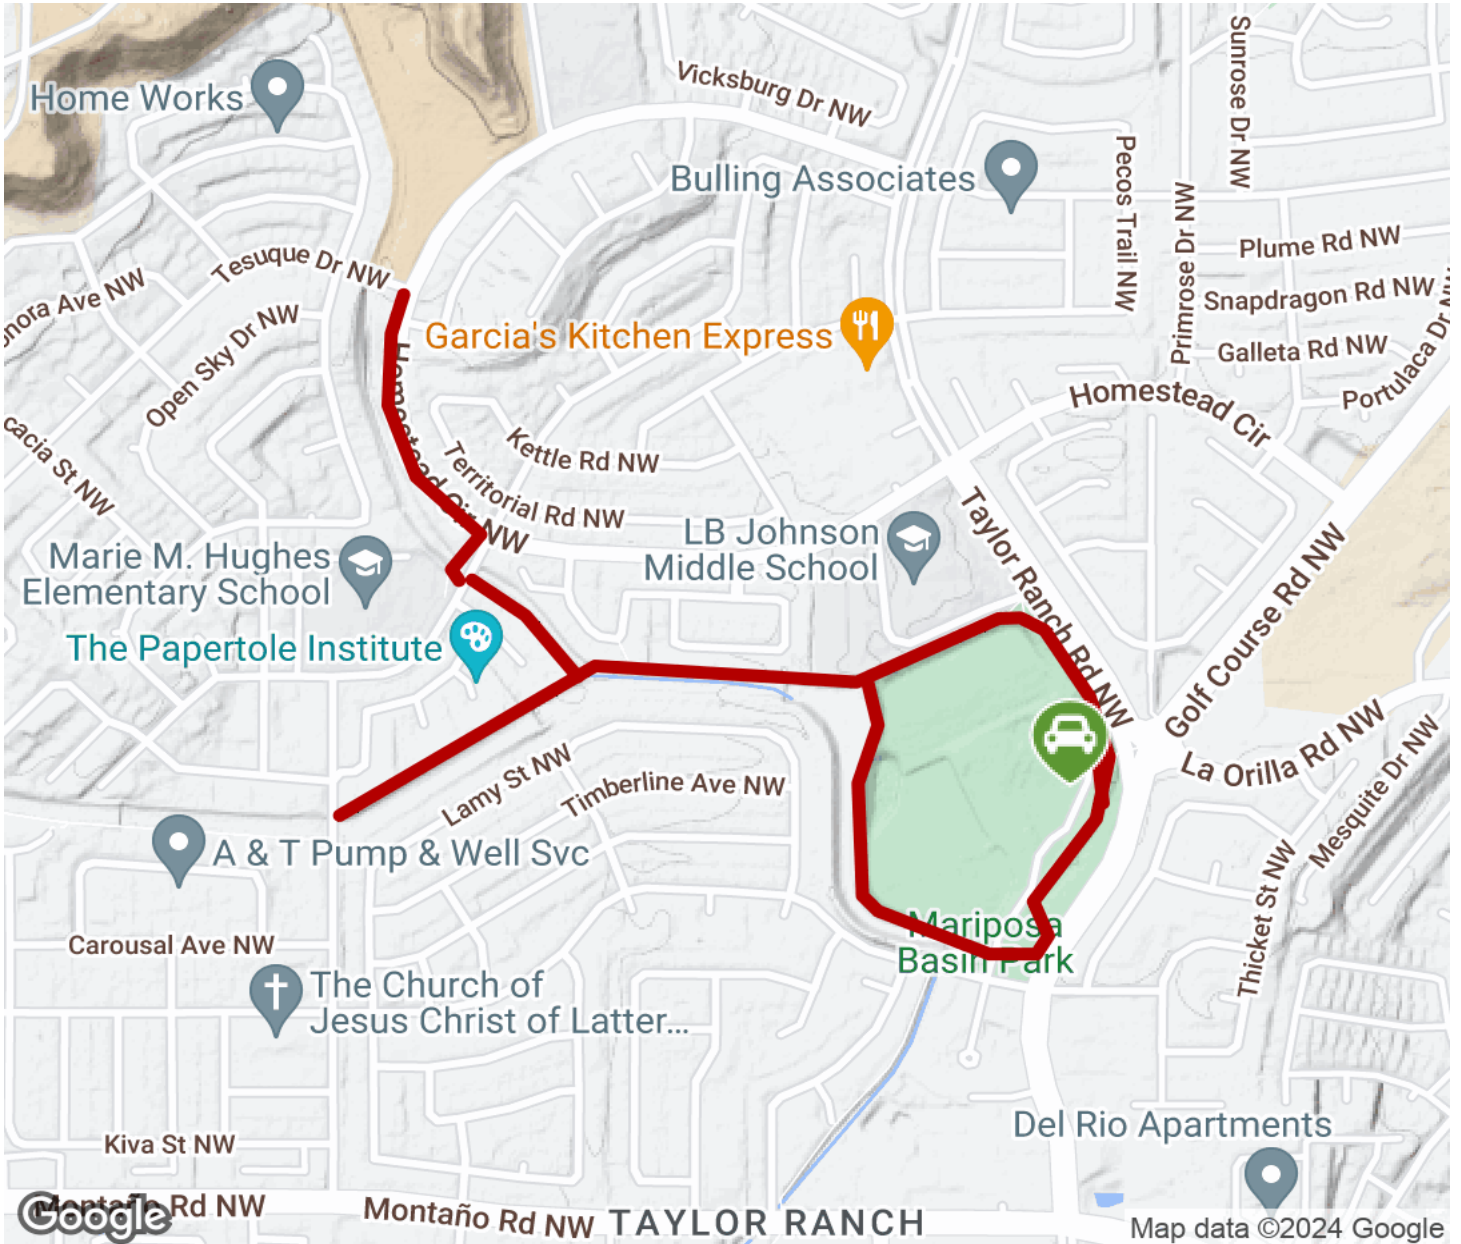 Vicksburg Dr NW
Sunrose Dr NW
Home Works
Bulling Associates
Pecos Trail NW
Primrose Dr NW
Plume Rd NW
Tesuque Dr NW
Snapdragon Rd NW
Open Sky Dr NW
Garcia's Kitchen Express
Galleta Rd NW
Portulaca Dr NW
Homestead Cir
Homestead Cir NW
Kettle Rd NW
Territorial Rd NW
LB Johnson
Middle School
Taylor Ranch Rd NW
Golf Course Rd NW
Marie M. Hughes
Elementary School
The Papertole Institute
La Orilla Rd NW
Mesquite Dr NW
Lamy St NW
Timberline Ave NW
A & T Pump & Well Svc
Thicket St NW
Carousal Ave NW
Mariposa
Basin Park
The Church of
Jesus Christ of Latter...
Del Rio Apartments
Kiva St NW
Montaño Rd NW
Montaño Rd NW
TAYLOR RANCH
Google
Map data ©2024 Google